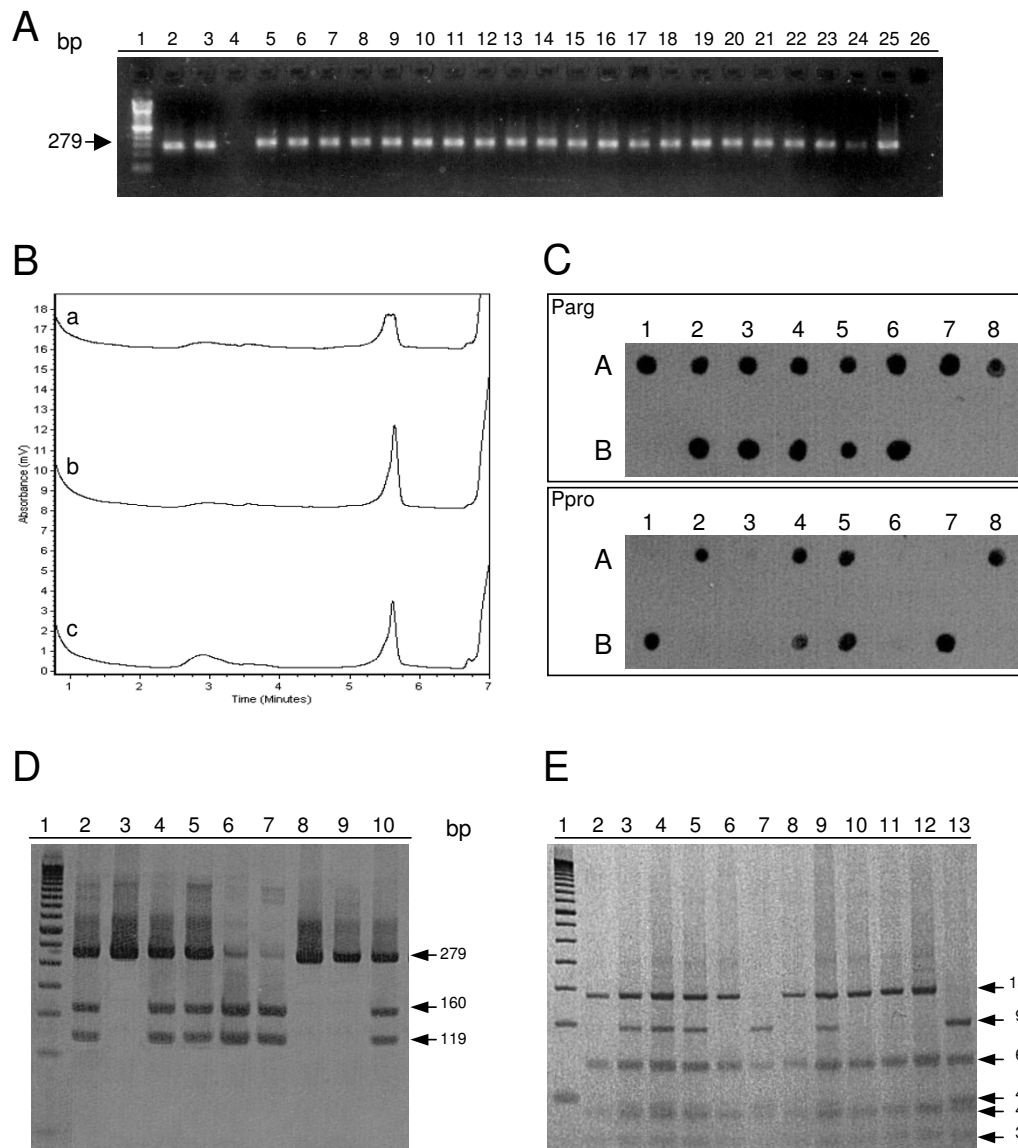 A
bp 1 2 3 4 5 6 7 8 9 10 11 12 13 14 15 16 17 18 19 20 21 22 23 24 25 26
279
B
18
17
16
15
14
13
12
11
10
9
8
7
6
5
4
3
2
1
0
Absorbance (mV)
a
b
c
1 2 3 4 5 6 7
Time (Minutes)
C
Parg
1 2 3 4 5 6 7 8
A
B
Ppro
1 2 3 4 5 6 7 8
A
B
D
1 2 3 4 5 6 7 8 9 10 bp
279
160
119
E
1 2 3 4 5 6 7 8 9 10 11 12 13
1
9
6